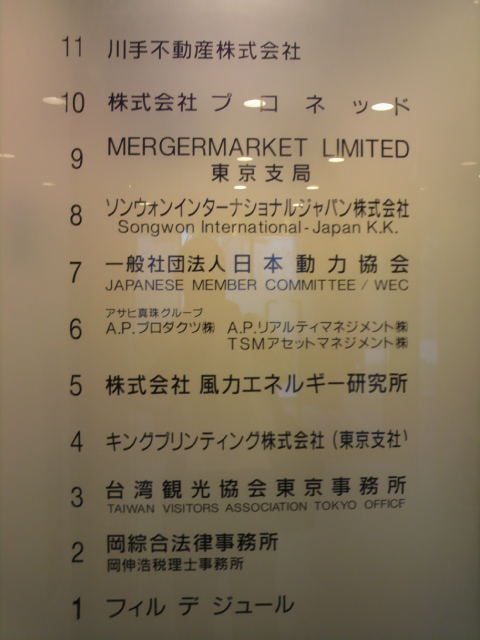 11 川手不動産株式会社
10 株式会社 プロネッド
9 MERGERMARKET LIMITED
東京支局
8 ソンウォンインターナショナルジャパン株式会社
Songwon International-Japan K.K.
7 一般社団法人 日本動力協会
JAPANESE MEMBER COMMITTEE / WEC
アサヒ真珠グループ
6 A.P.プロダクツ㈱ A.P.リアルティマネジメント㈱
TSMアセットマネジメント㈱
5 株式会社 風力エネルギー研究所
4 キングプリンティング株式会社 (東京支社)
3 台湾観光協会東京事務所
TAIWAN VISITORS ASSOCIATION TOKYO OFFICE
2 岡綜合法律事務所
岡伸浩税理士事務所
1 フィル デ ジュール